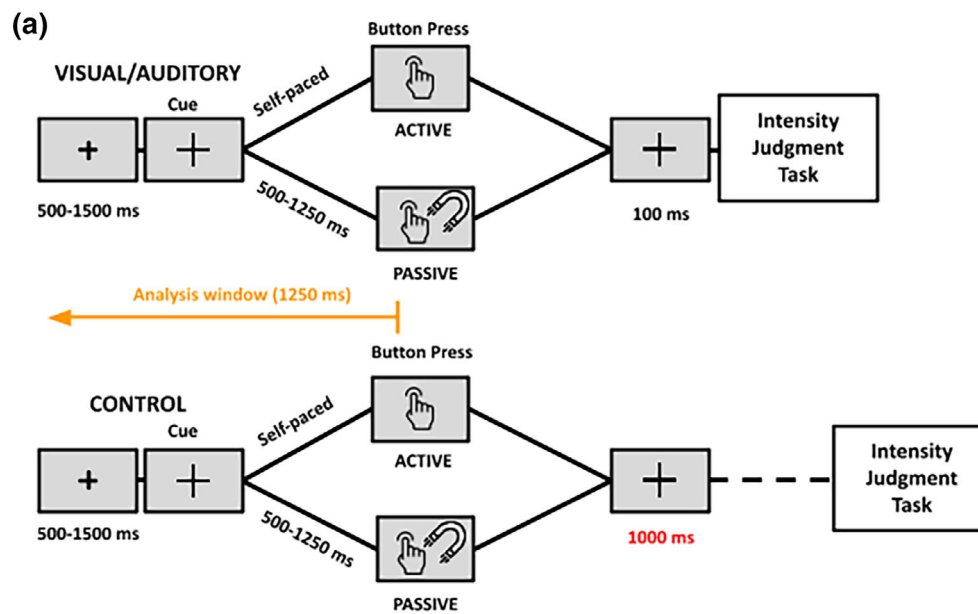 (a)
Button Press
VISUAL/AUDITORY
Cue
Self-paced
ACTIVE
500-1500 ms
500-1250 ms
PASSIVE
100 ms
Intensity
Judgment
Task
Analysis window (1250 ms)
Button Press
CONTROL
Cue
Self-paced
ACTIVE
500-1500 ms
500-1250 ms
PASSIVE
1000 ms
Intensity
Judgment
Task